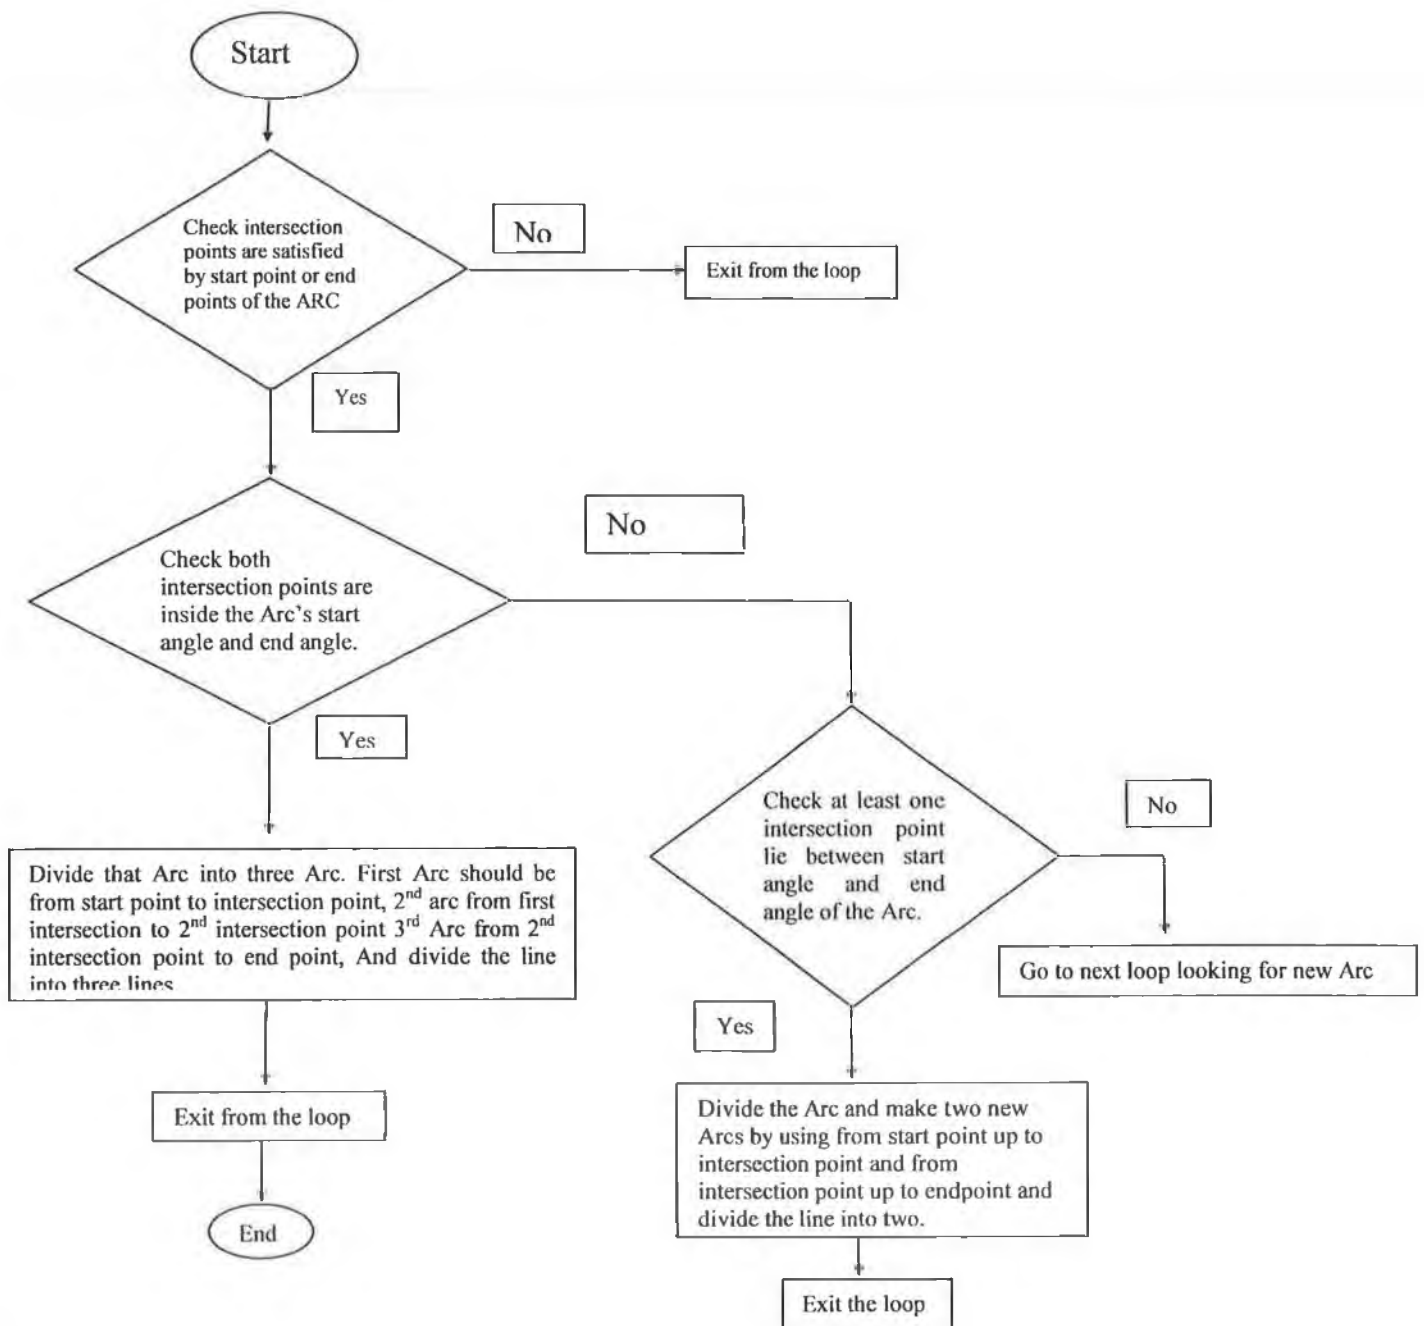 Start
Check intersection
points are satisfied
by start point or end
points of the ARC
No
Exit from the loop
Yes
Check both
intersection points are
inside the Arc's start
angle and end angle.
No
Yes
Check at least one
intersection point
lie between start
angle and end
angle of the Arc.
No
Divide that Arc into three Arc. First Arc should be
from start point to intersection point, 2nd arc from first
intersection to 2nd intersection point 3rd Arc from 2nd
intersection point to end point, And divide the line
into three lines
Go to next loop looking for new Arc
Yes
Exit from the loop
Divide the Arc and make two new
Arcs by using from start point up to
intersection point and from
intersection point up to endpoint and
divide the line into two.
End
Exit the loop